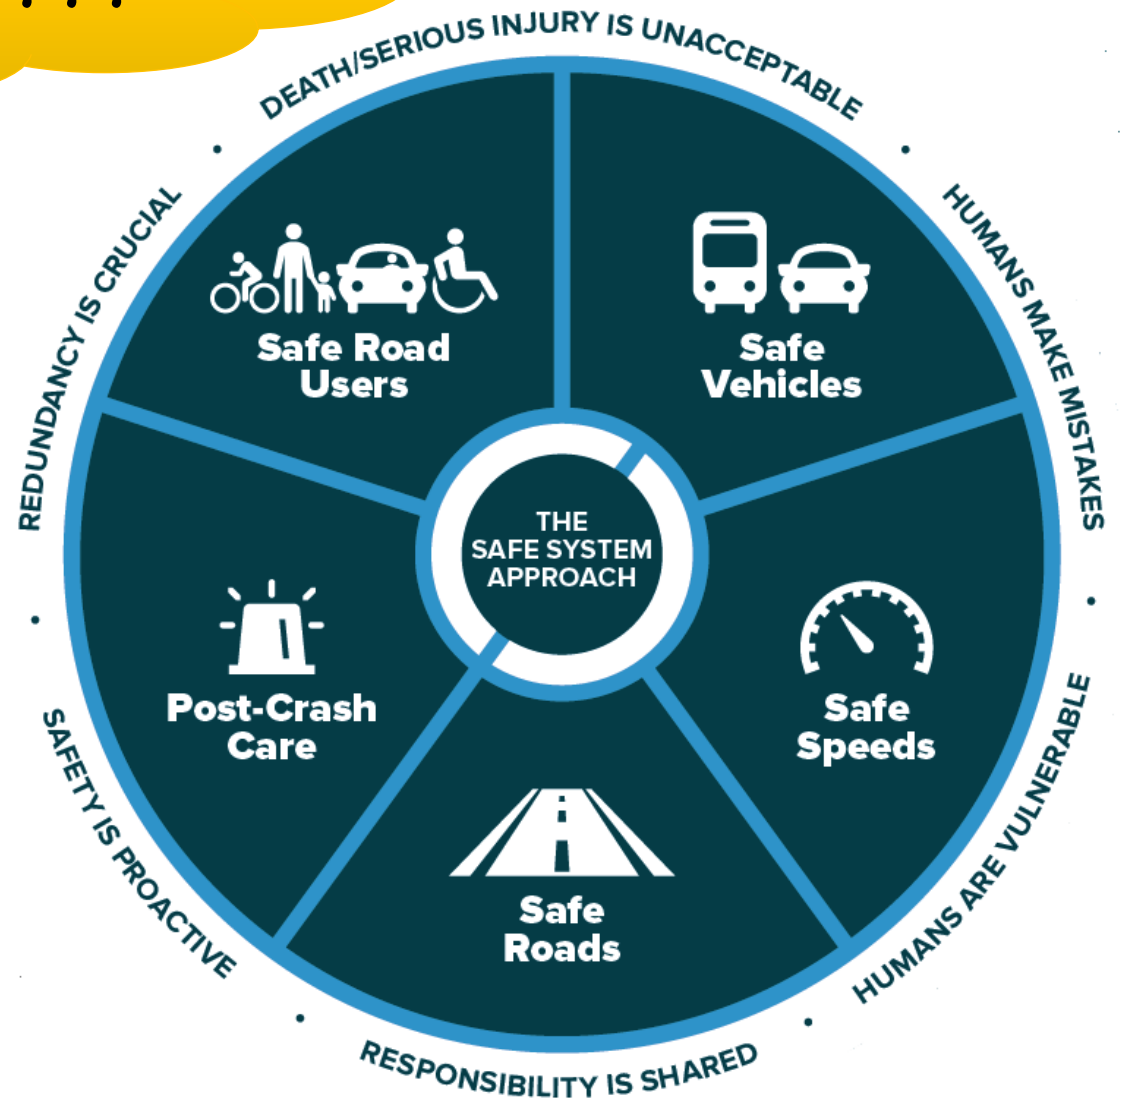 DEATH/SERIOUS INJURY IS UNACCEPTABLE
HUMANS MAKE MISTAKES
HUMANS ARE VULNERABLE
RESPONSIBILITY IS SHARED
SAFETY IS PROACTIVE
REDUNDANCY IS CRUCIAL
Safe Road
Users
Safe
Vehicles
THE
SAFE SYSTEM
APPROACH
Post-Crash
Care
Safe
Speeds
Safe
Roads